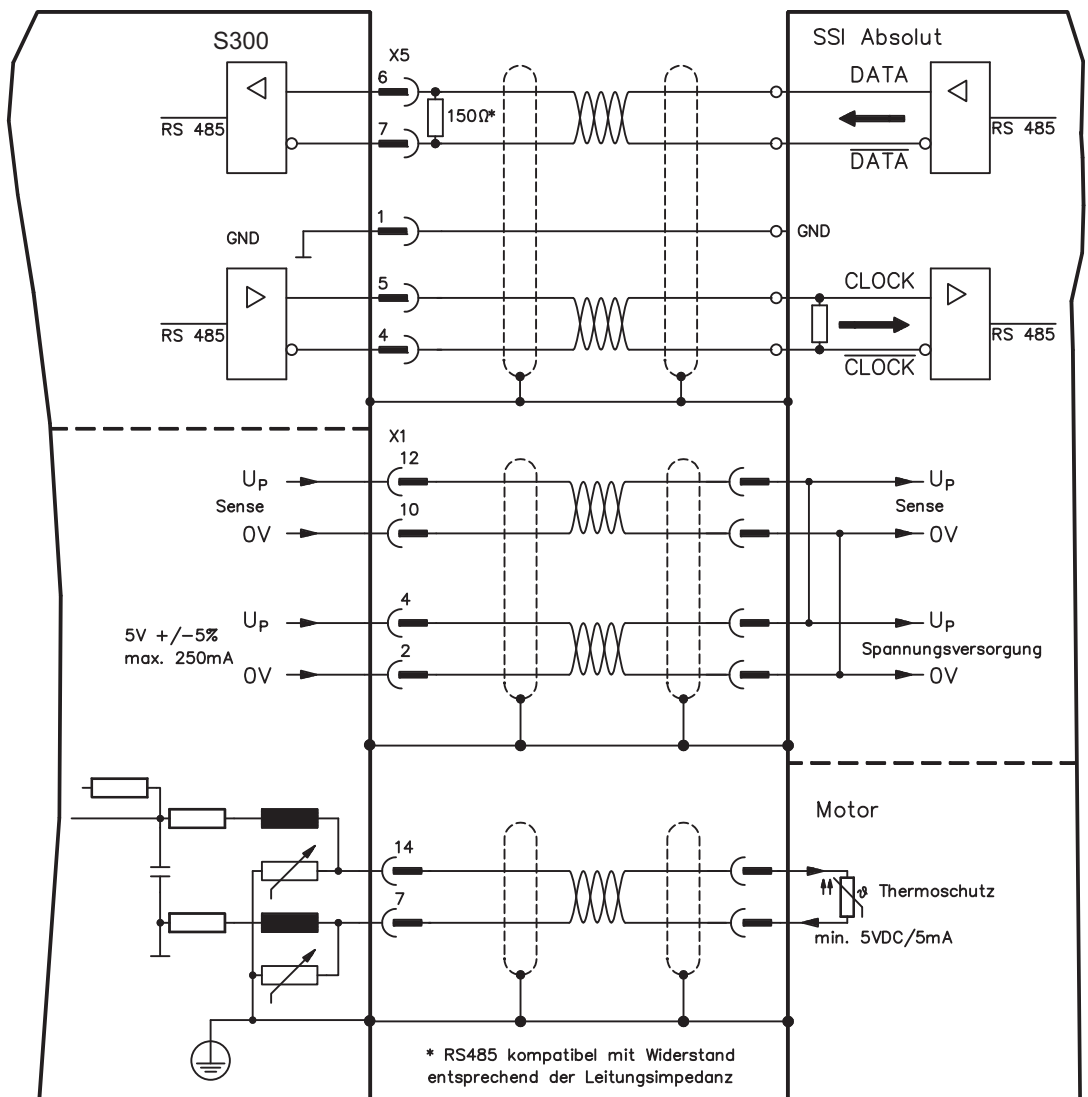 S300
SSI Absolut
X5
6
DATA
150Ω*
RS 485
RS 485
7
DATA
1
GND
GND
5
CLOCK
RS 485
RS 485
4
CLOCK
X1
12
UP
UP
Sense
Sense
10
0V
0V
4
UP
UP
5V +/-5%
max. 250mA
Spannungsversorgung
2
0V
0V
Motor
14
ϑ Thermoschutz
7
min. 5VDC/5mA
* RS485 kompatibel mit Widerstand
entsprechend der Leitungsimpedanz